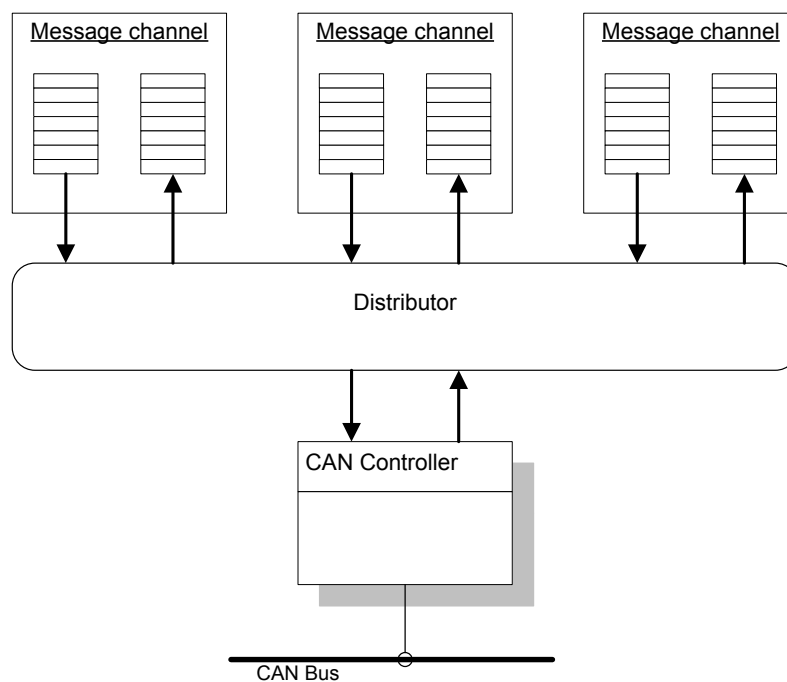 Message channel
Message channel
Message channel
Distributor
CAN Controller
CAN Bus